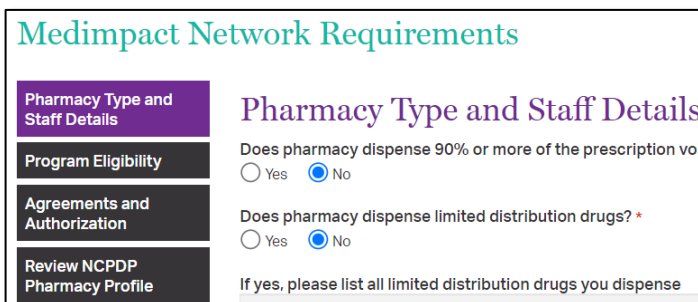 Medimpact Network Requirements
Pharmacy Type and
Staff Details
Program Eligibility
Agreements and
Authorization
Review NCPDP
Pharmacy Profile
Pharmacy Type and Staff Details
Does pharmacy dispense 90% or more of the prescription vo
Yes No
Does pharmacy dispense limited distribution drugs? *
Yes No
If yes, please list all limited distribution drugs you dispense